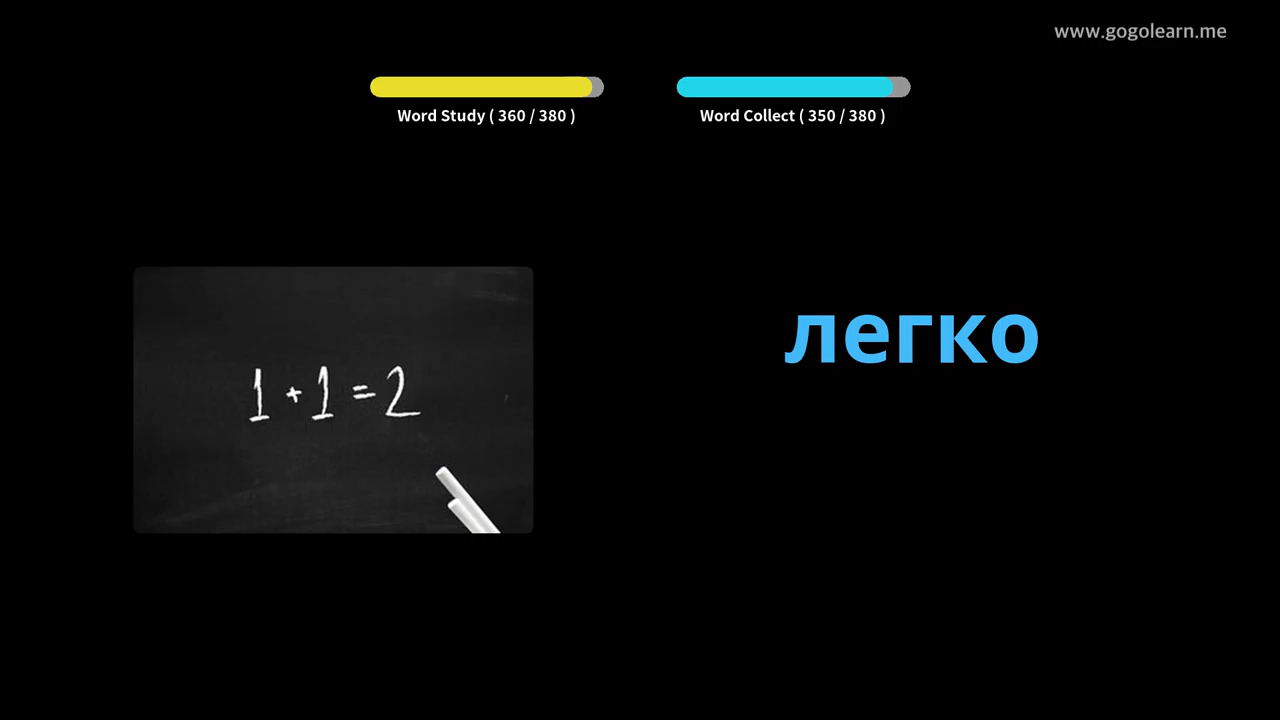 www.gogolearn.me
Word Study ( 360 / 380 )
Word Collect ( 350 / 380 )
легко
1 + 1 = 2